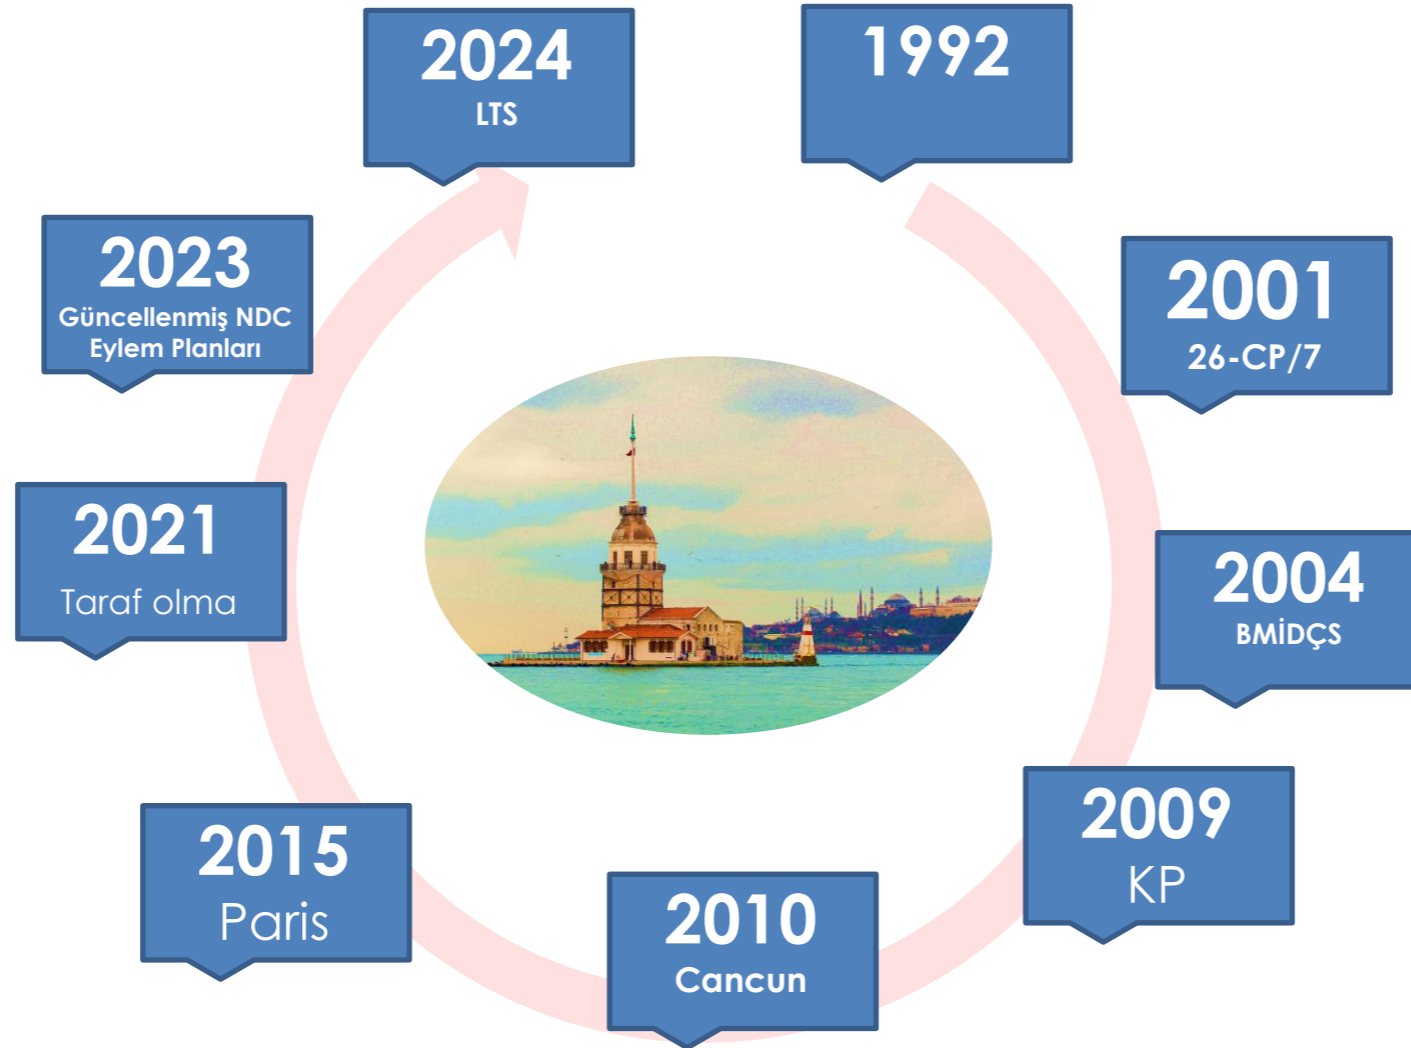 1992
2001
26-CP/7
2004
BMİDÇS
2009
KP
2010
Cancun
2015
Paris
2021
Taraf olma
2023
Güncellenmiş NDC
Eylem Planları
2024
LTS